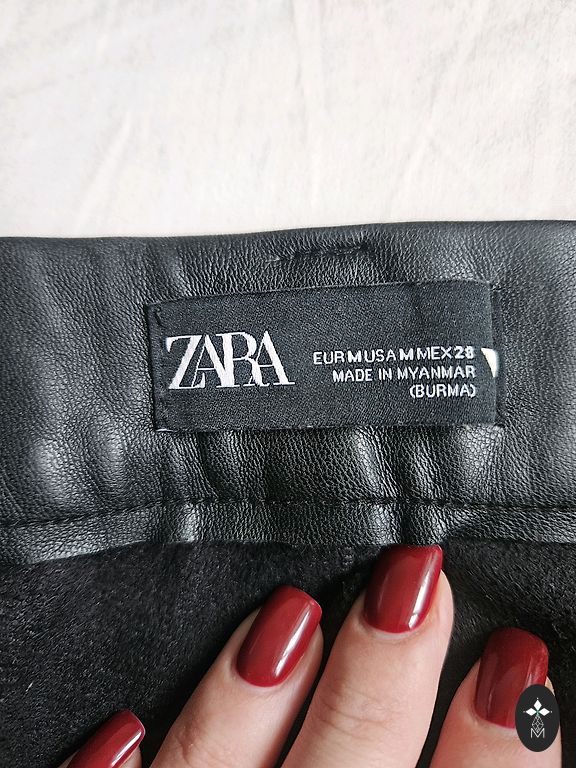 ZARA
EUR M USA M MEX 28
MADE IN MYANMAR
(BURMA)